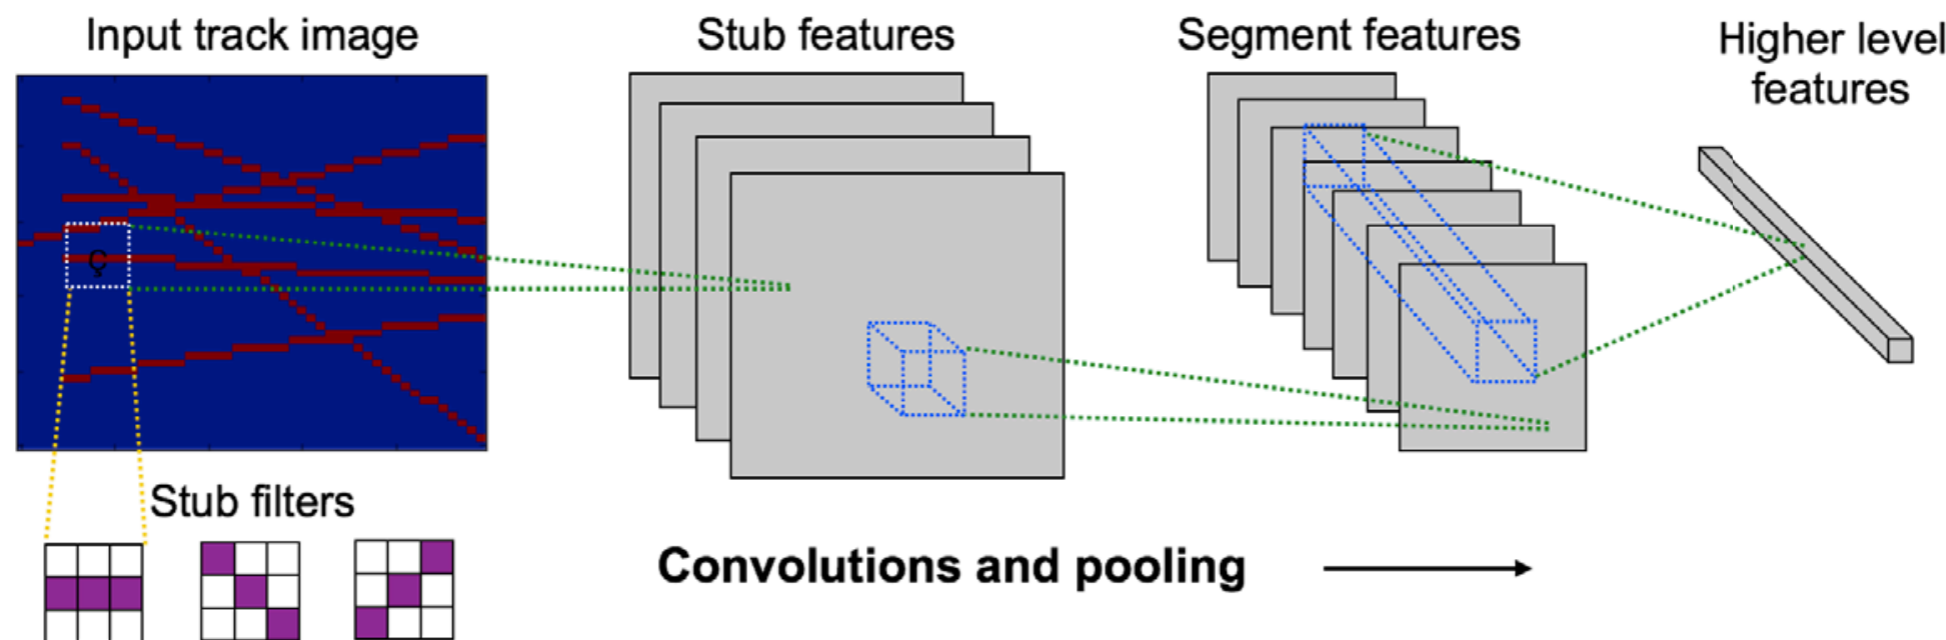 Input track image
Stub features
Segment features
Higher level
features
Ç
Stub filters
Convolutions and pooling